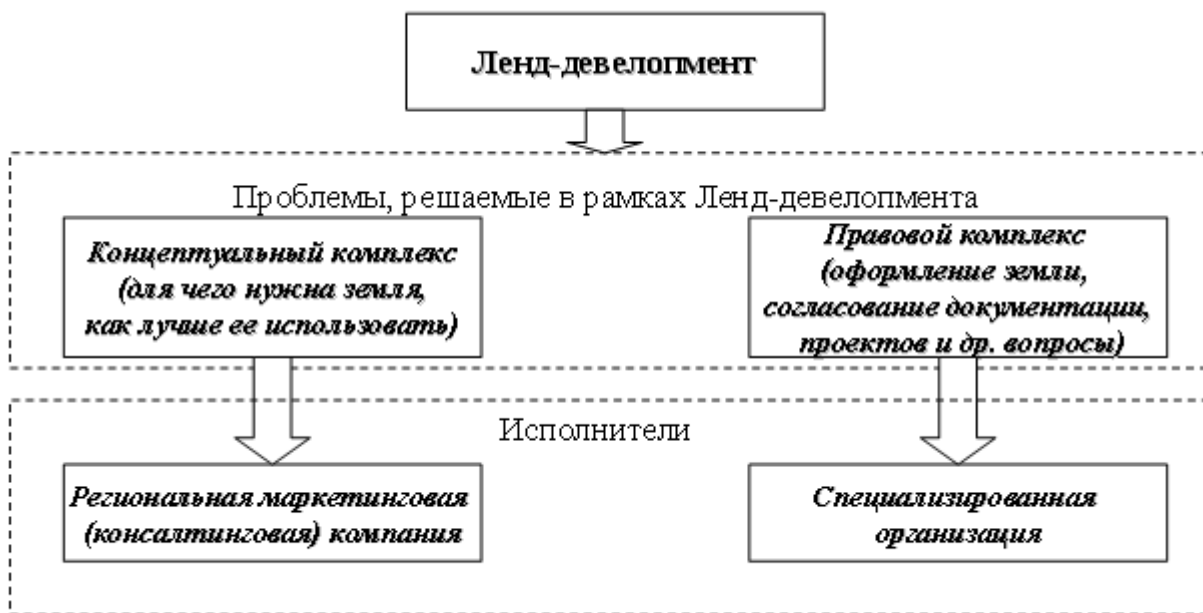 Ленд-девелопмент
Проблемы, решаемые в рамках Ленд-девелопмента
Концептуальный комплекс
(для чего нужна земля,
как лучше ее использовать)
Правовой комплекс
(оформление земли,
согласование документации,
проектов и др. вопросы)
Исполнители
Региональная маркетинговая
(консалтинговая) компания
Специализированная
организация